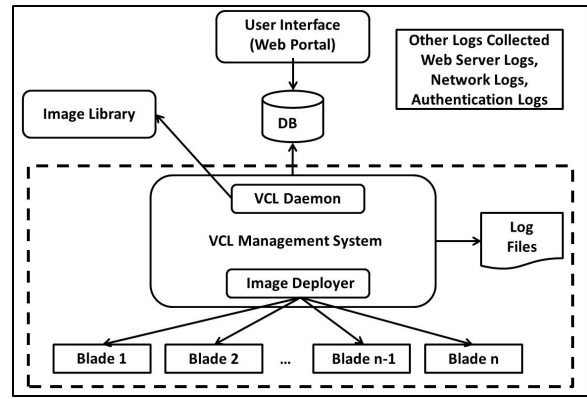 User Interface
(Web Portal)
Other Logs Collected
Web Server Logs,
Network Logs,
Authentication Logs
Image Library
DB
VCL Daemon
VCL Management System
Log
Files
Image Deployer
Blade 1
Blade 2
...
Blade n-1
Blade n